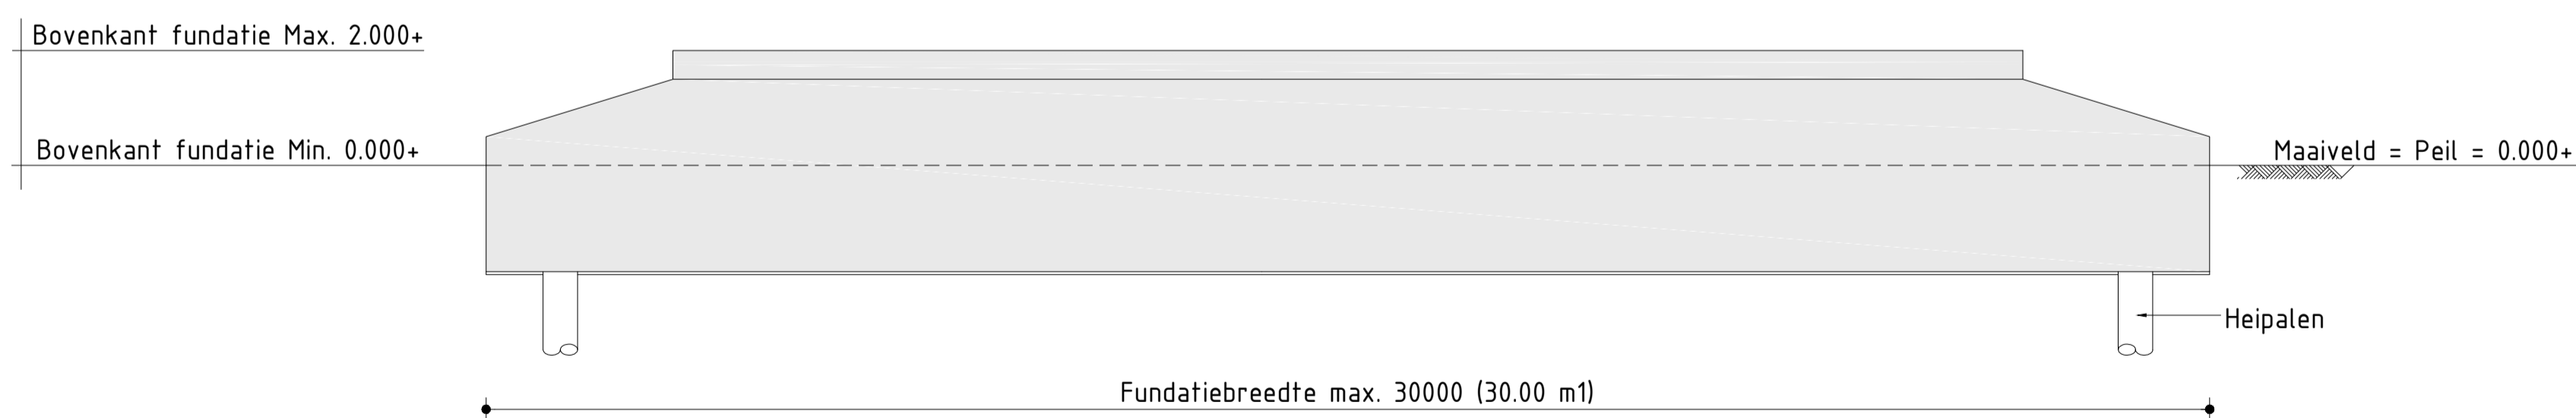 Bovenkant fundatie Max. 2.000+
Bovenkant fundatie Min. 0.000+
Maaiveld = Peil = 0.000+
Heipalen
Fundatiebreedte max. 30000 (30.00 m1)